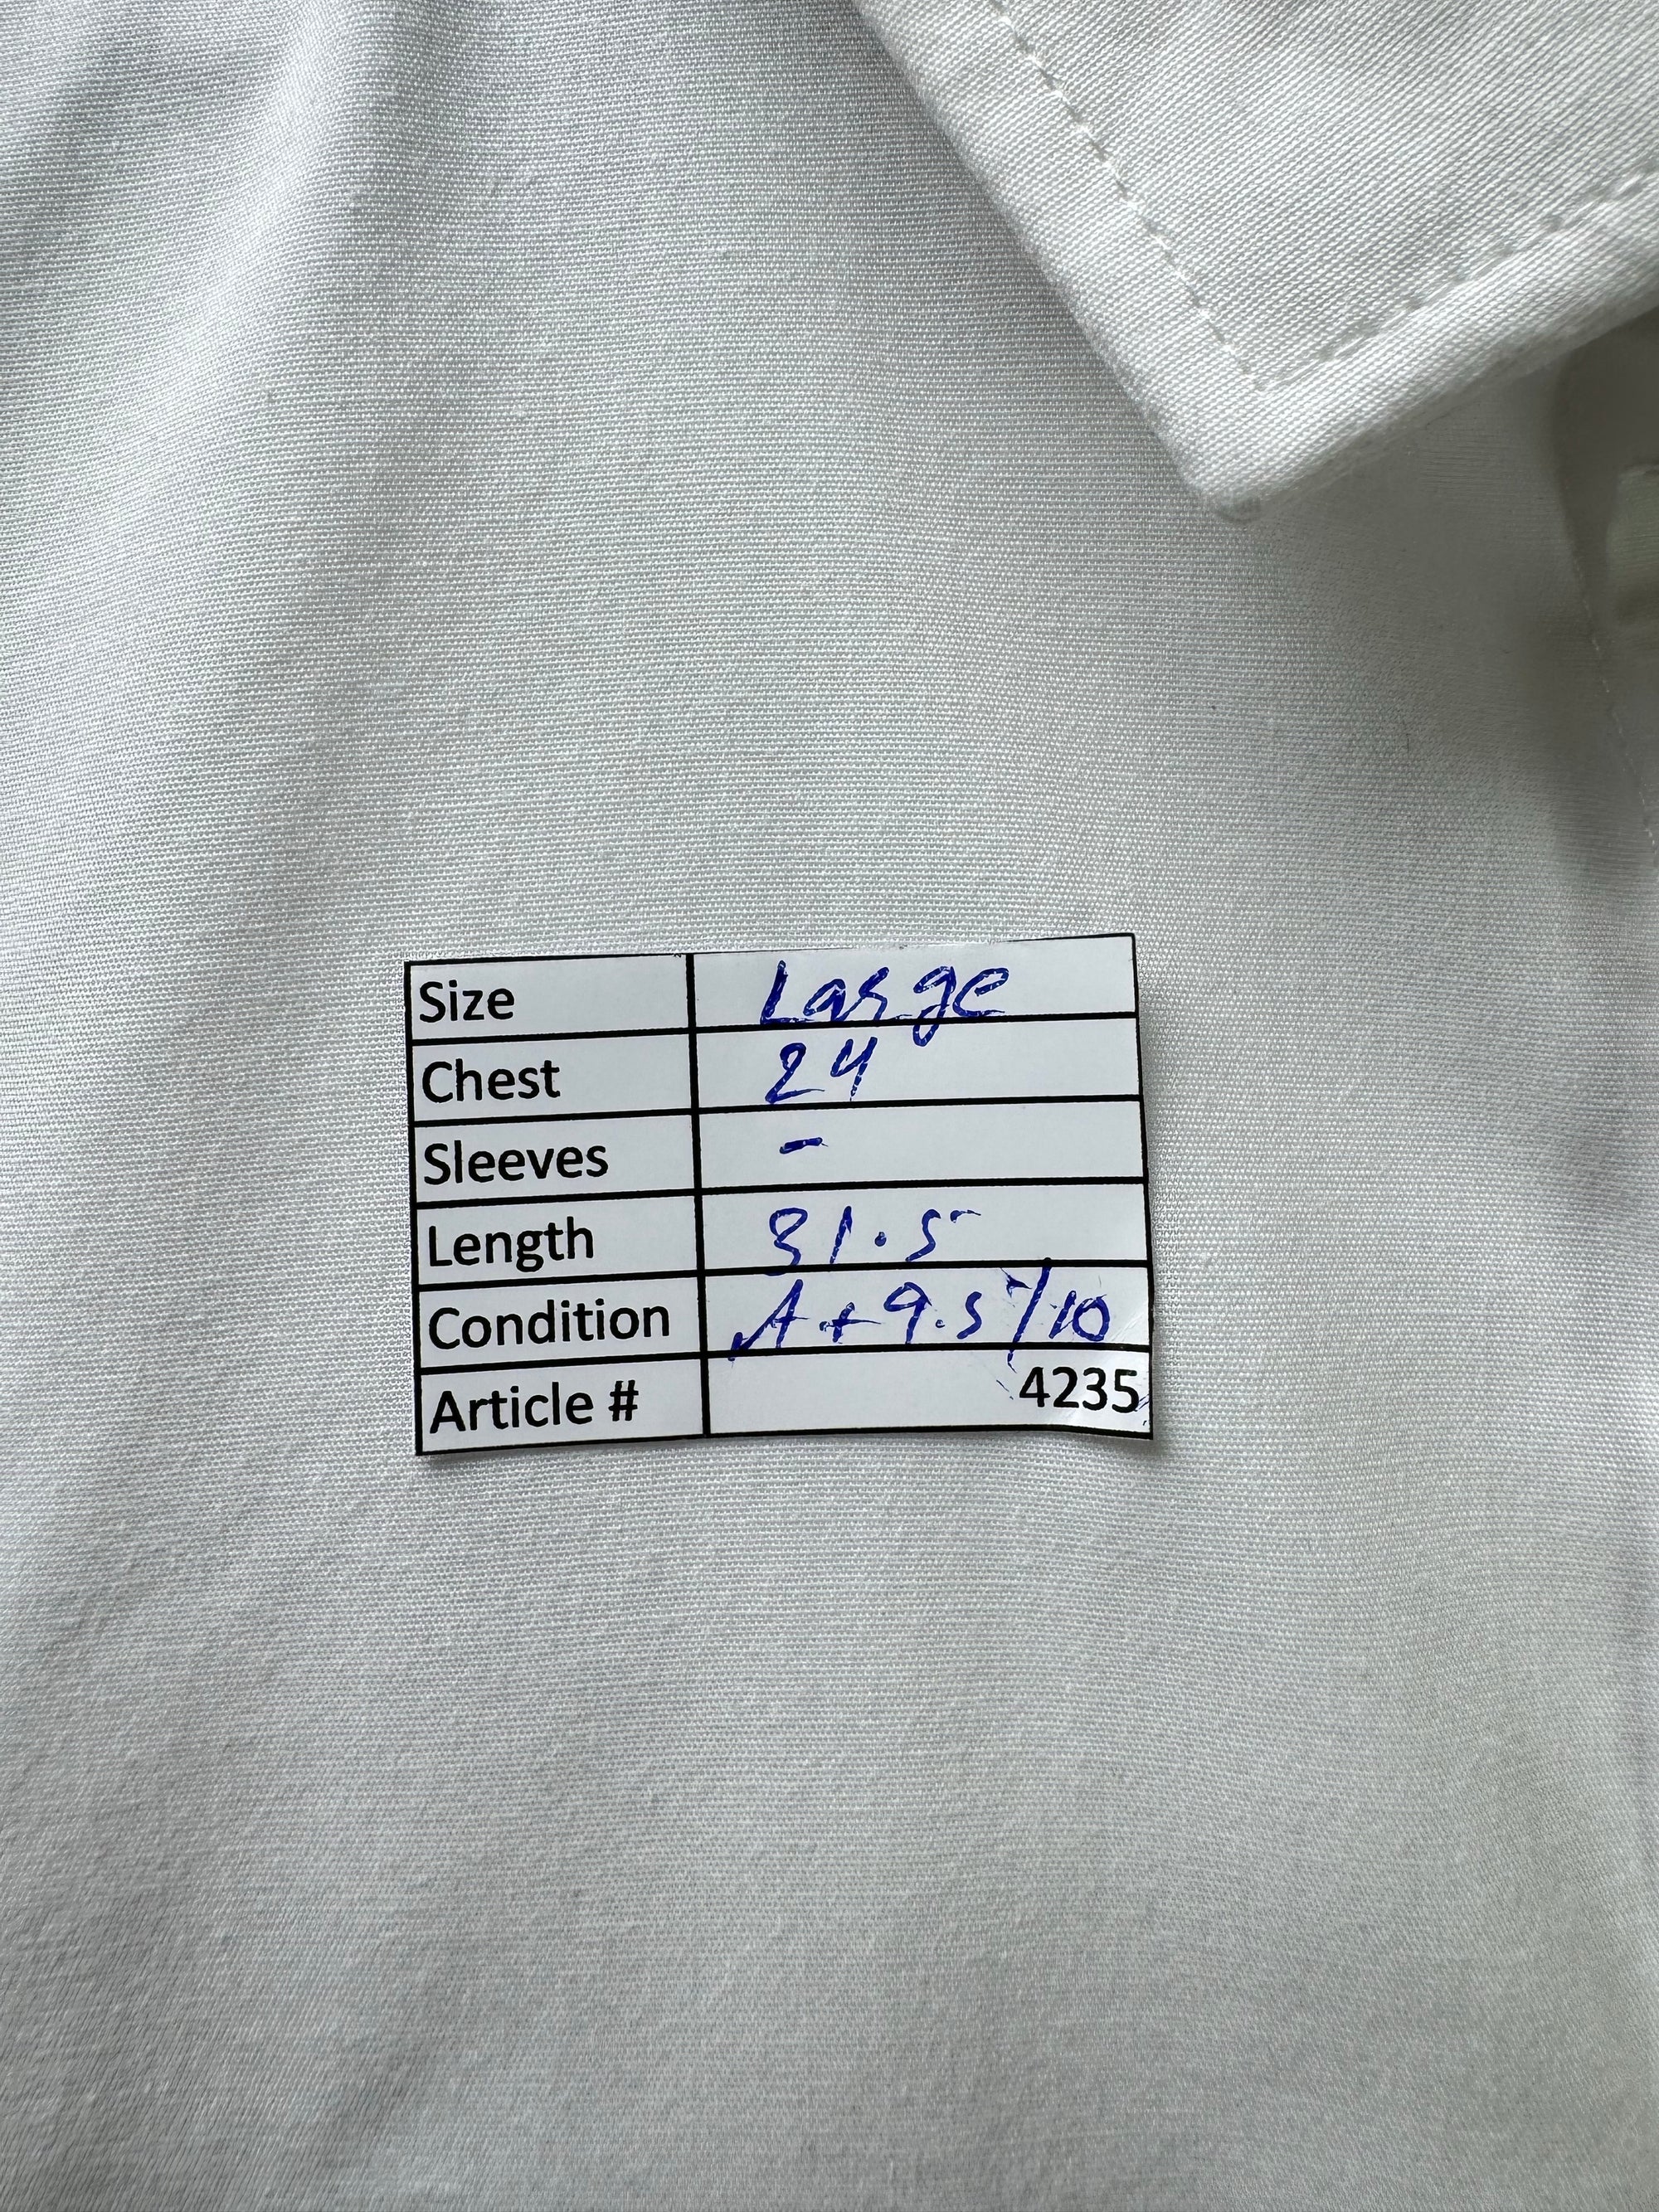 Size Large
Chest 24
Sleeves -
Length 31.5
Condition A+ 9.5/10
Article # 4235